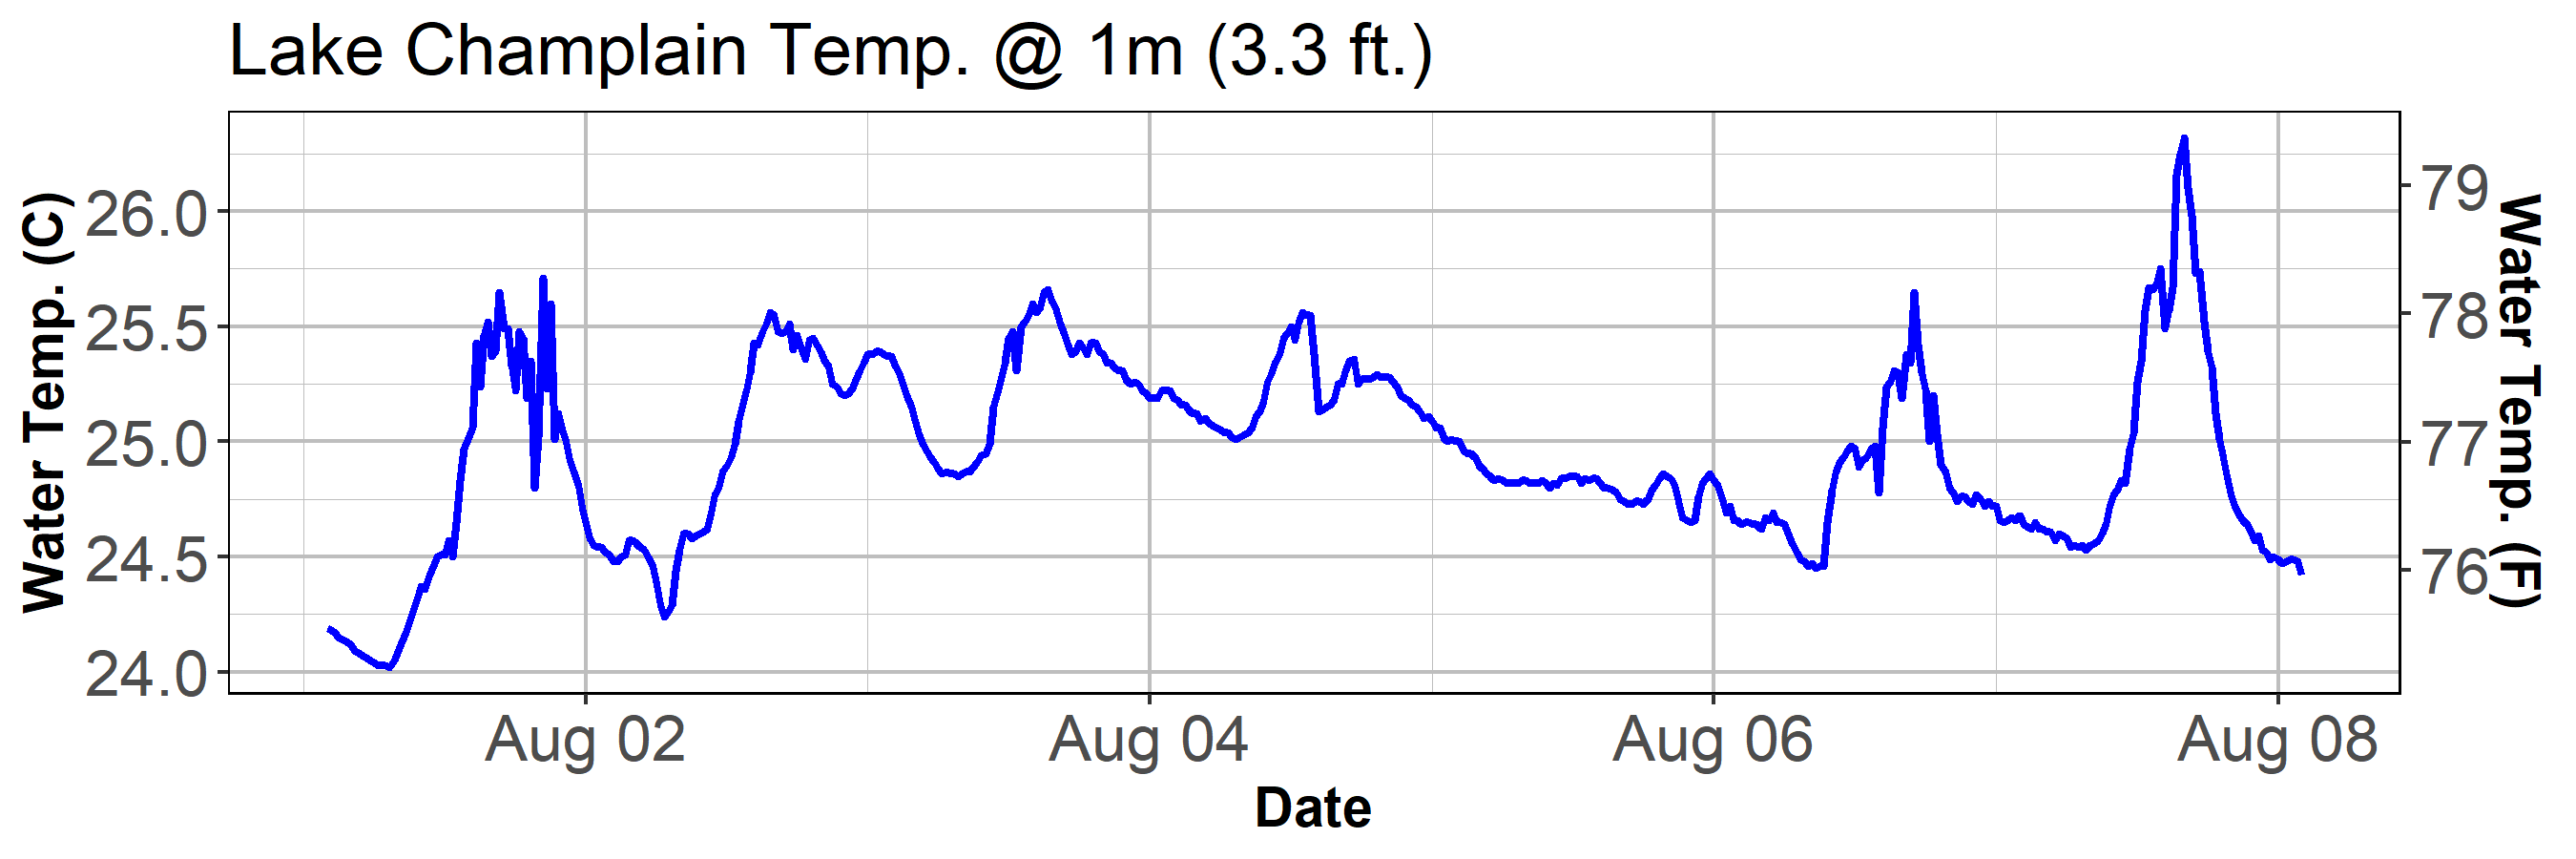 Lake Champlain Temp. @ 1m (3.3 ft.)
Water Temp. (C)
26.0
25.5
25.0
24.5
24.0
79
78
77
76
Water Temp. (F)
Aug 02
Aug 04
Aug 06
Aug 08
Date